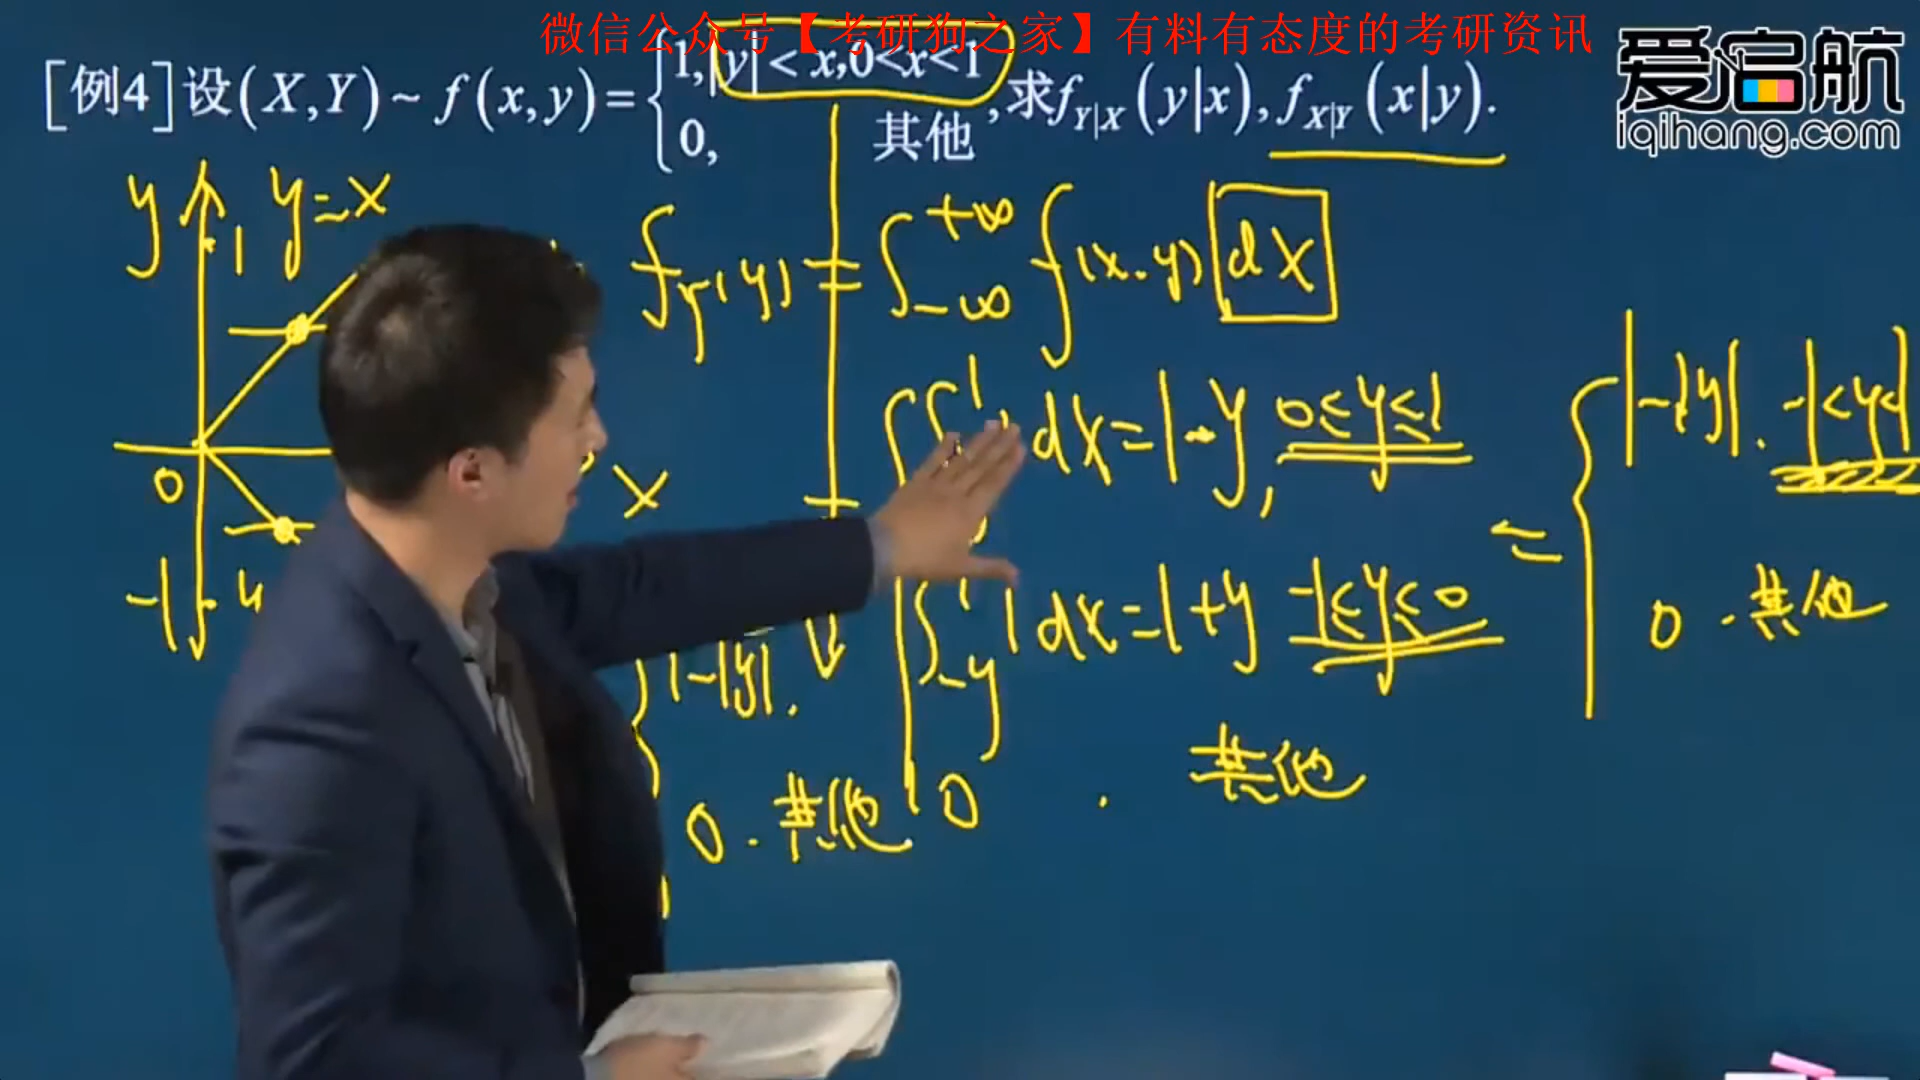 微信公众号【考研狗之家】有料有态度的考研资讯
爱启航
iqihang.com
[例4]设(X,Y)~f(x,y)={1,|y|<x,0<x<1
0, 其他
,求f_{Y|X}(y|x),f_{X|Y}(x|y).
y 1 y=x
0 x
-1
f_Y(y)=∫_{-∞}^{+∞}f(x,y)dx
dx=1-y, 0≤y≤1
∫_{-y}^{1}1dx=1+y -1≤y≤0
0, 其他
={1-|y|, -1<y<1
0, 其他
{1-|y|,
0, 其他